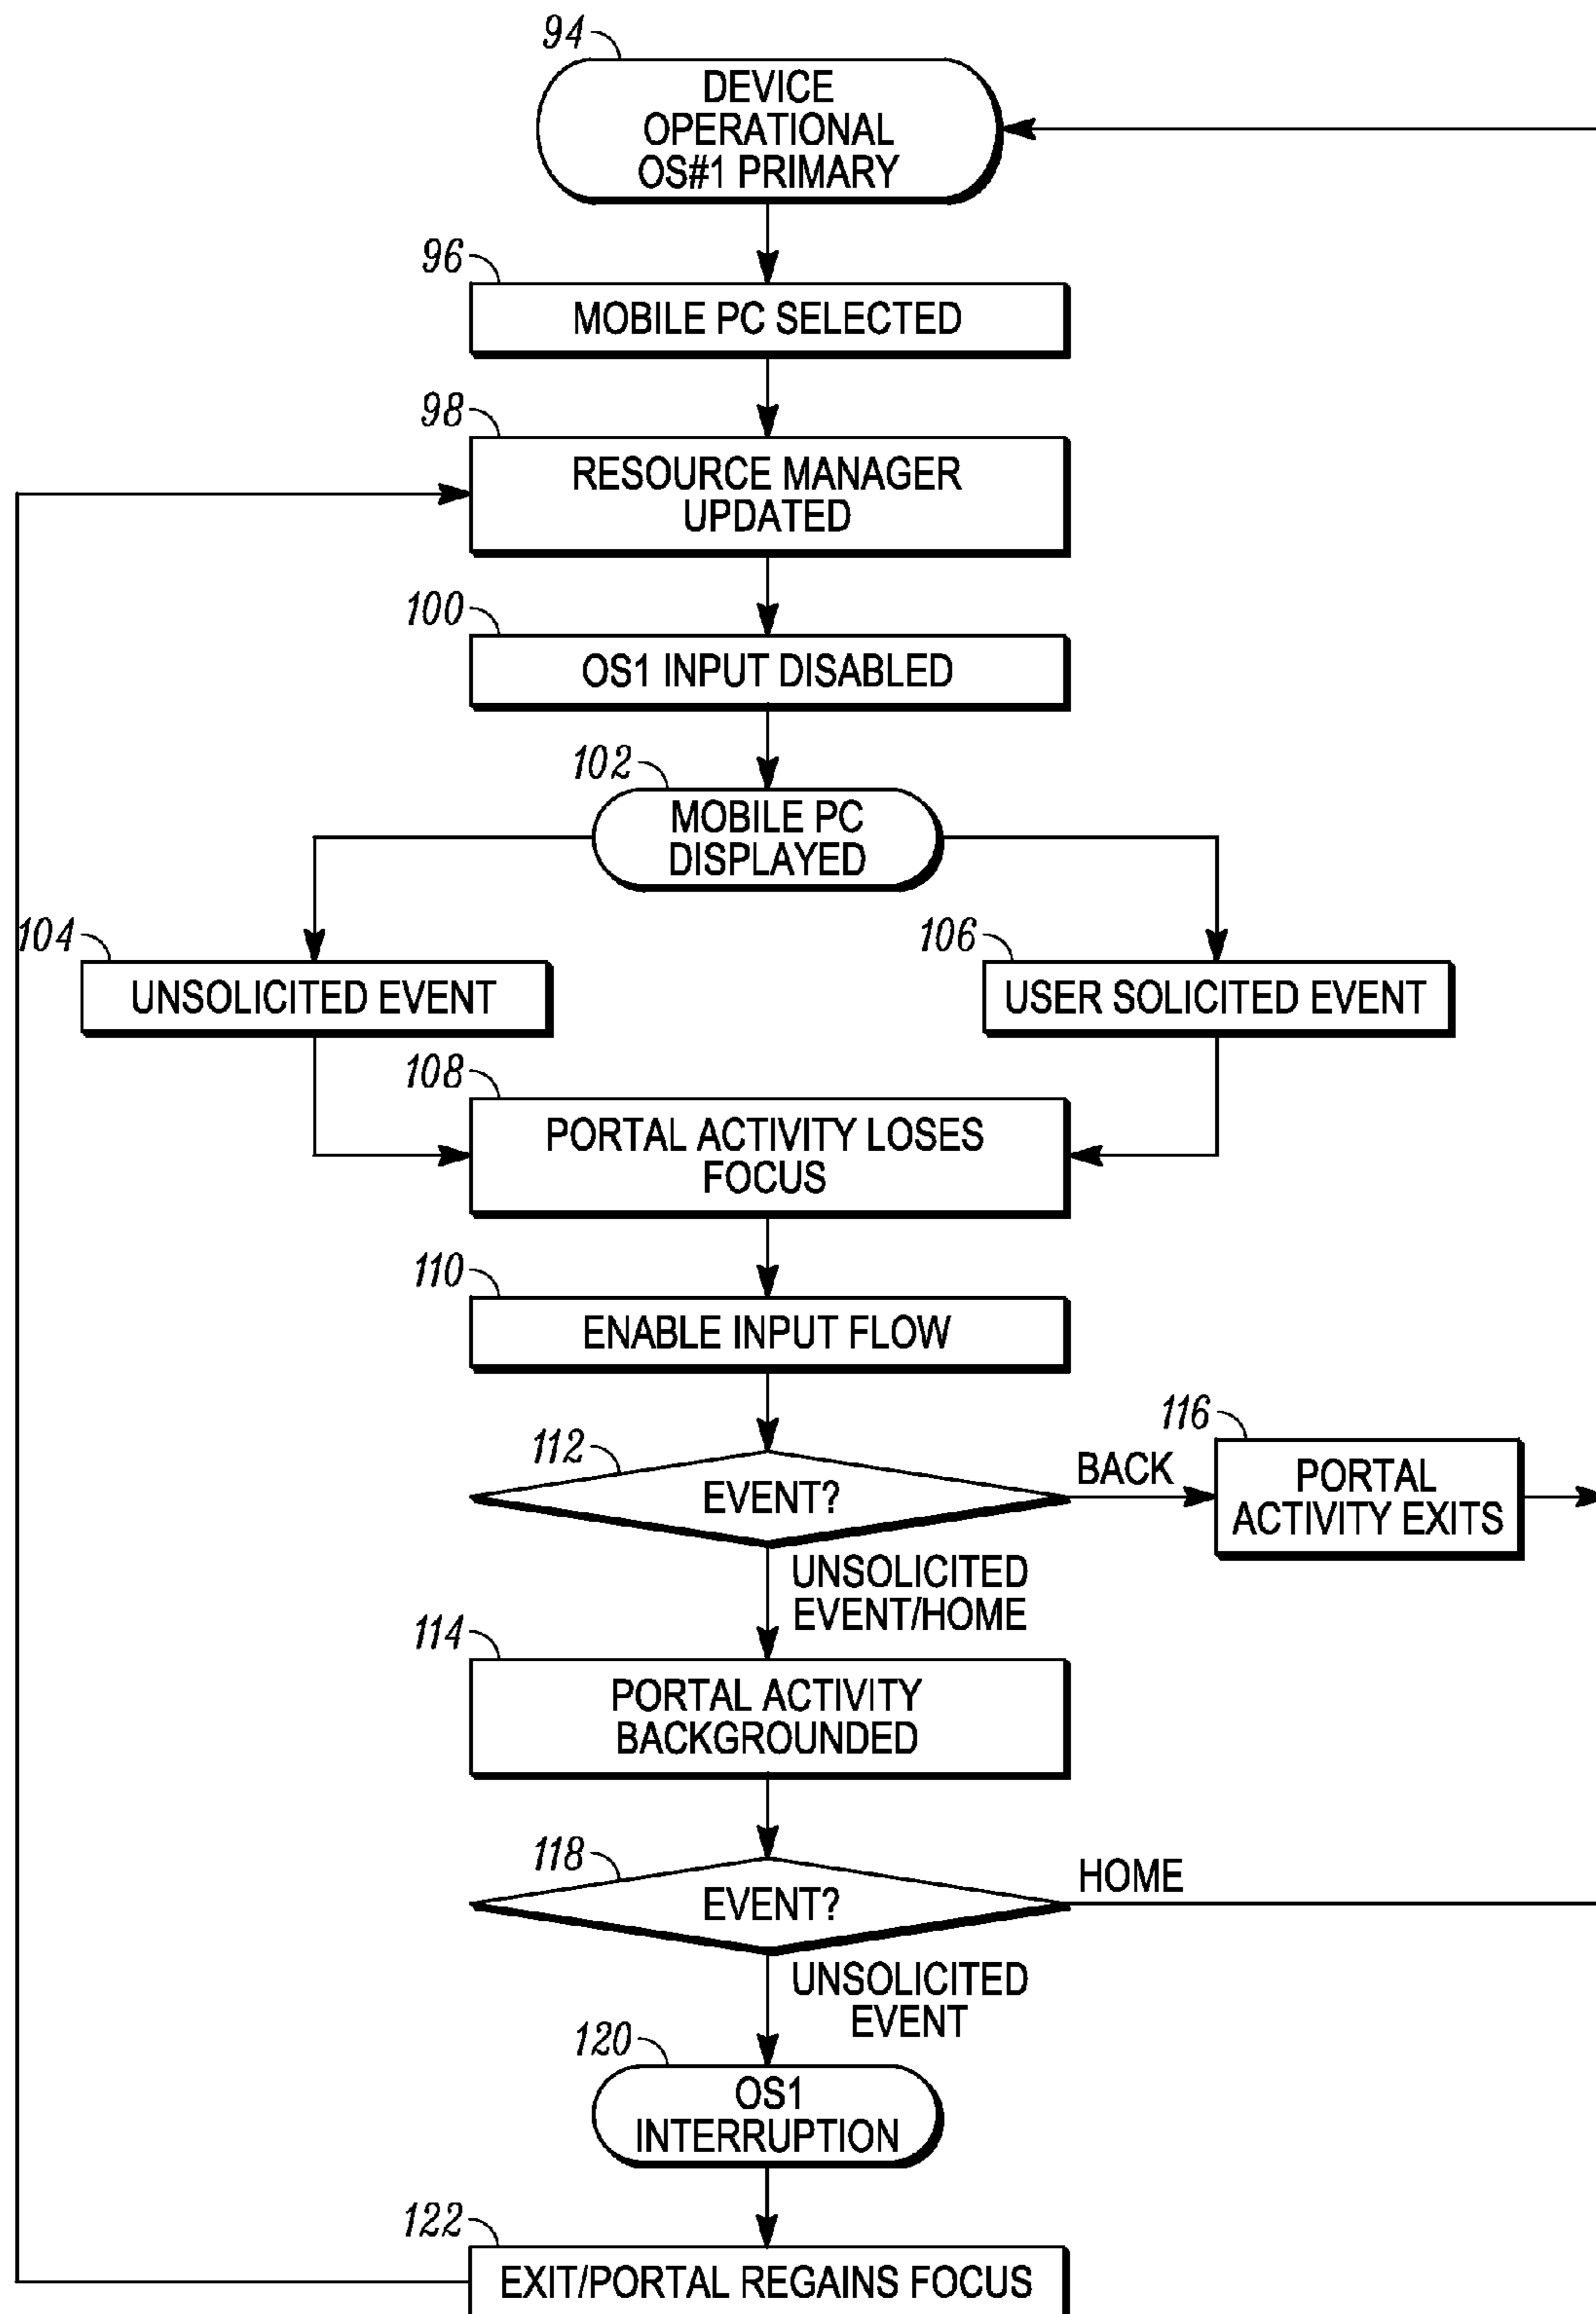 94
DEVICE
OPERATIONAL
OS#1 PRIMARY
96
MOBILE PC SELECTED
98
RESOURCE MANAGER
UPDATED
100
OS1 INPUT DISABLED
102
MOBILE PC
DISPLAYED
104
UNSOLICITED EVENT
106
USER SOLICITED EVENT
108
PORTAL ACTIVITY LOSES
FOCUS
110
ENABLE INPUT FLOW
112
EVENT?
BACK
116
PORTAL
ACTIVITY EXITS
UNSOLICITED
EVENT/HOME
114
PORTAL ACTIVITY
BACKGROUNDED
118
EVENT?
HOME
UNSOLICITED
EVENT
120
OS1
INTERRUPTION
122
EXIT/PORTAL REGAINS FOCUS